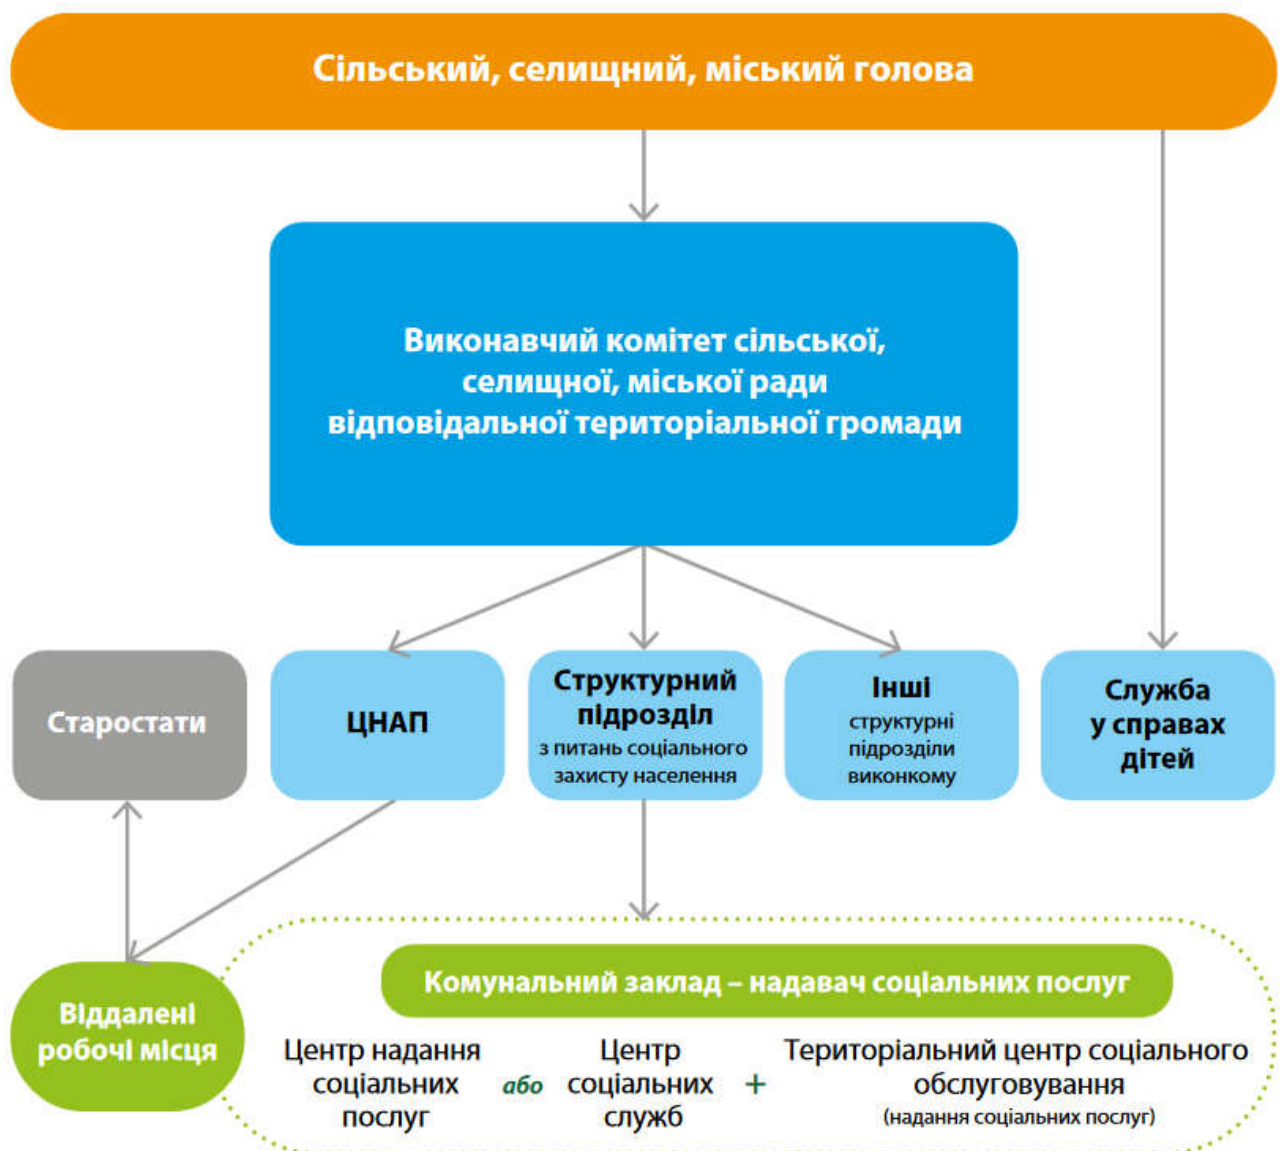 Сільський, селищний, міський голова
Виконавчий комітет сільської,
селищної, міської ради
відповідальної територіальної громади
Старостати
ЦНАП
Структурний
підрозділ
з питань соціального
захисту населення
Інші
структурні
підрозділи
виконкому
Служба
у справах
дітей
Віддалені
робочі місця
Комунальний заклад – надавач соціальних послуг
Центр надання
соціальних
послуг
або
Центр
соціальних
служб
+
Територіальний центр соціального
обслуговування
(надання соціальних послуг)